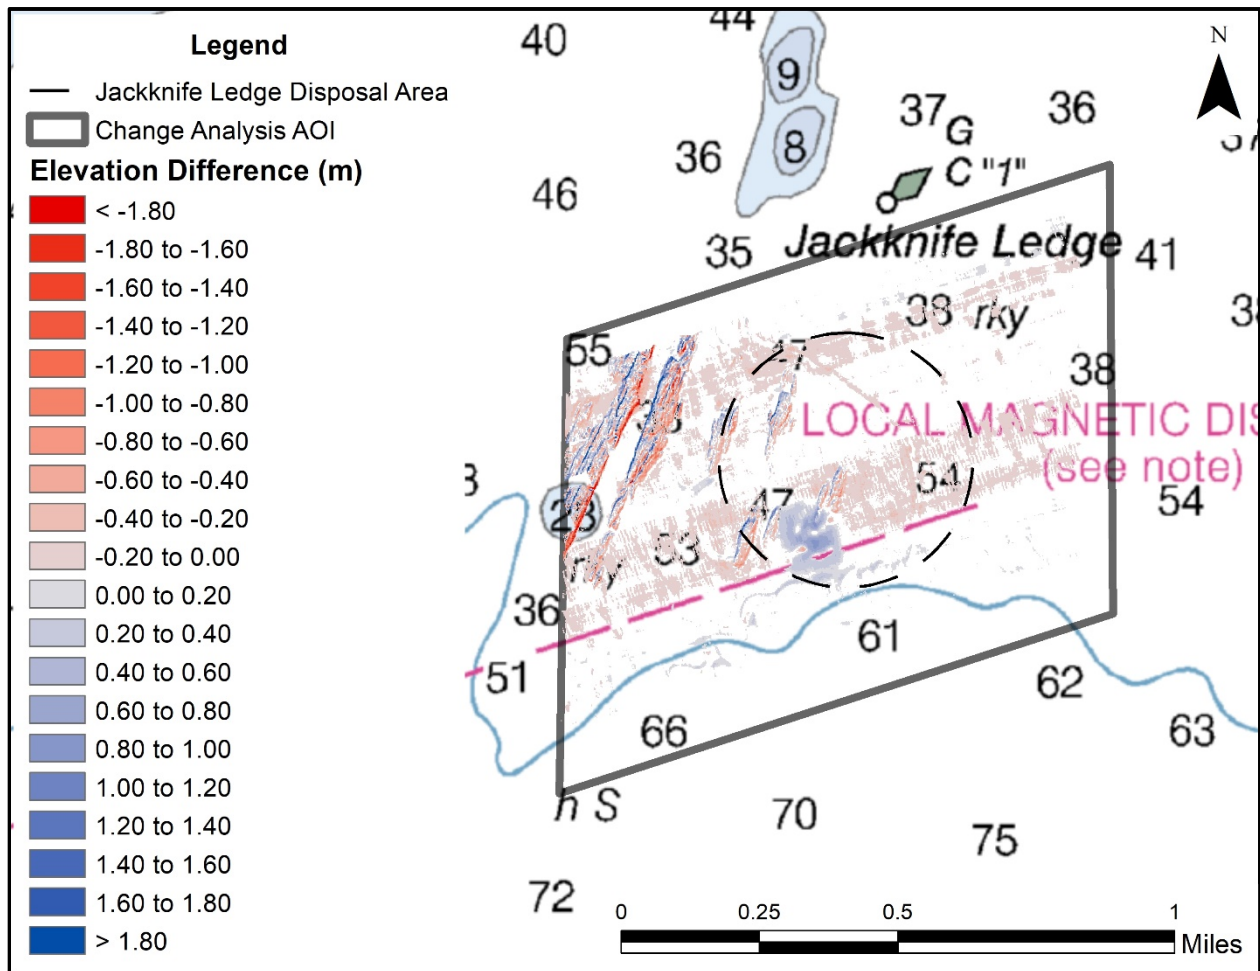 Legend
Jackknife Ledge Disposal Area
Change Analysis AOI
Elevation Difference (m)
< -1.80
-1.80 to -1.60
-1.60 to -1.40
-1.40 to -1.20
-1.20 to -1.00
-1.00 to -0.80
-0.80 to -0.60
-0.60 to -0.40
-0.40 to -0.20
-0.20 to 0.00
0.00 to 0.20
0.20 to 0.40
0.40 to 0.60
0.60 to 0.80
0.80 to 1.00
1.00 to 1.20
1.20 to 1.40
1.40 to 1.60
1.60 to 1.80
> 1.80
44
40
N
9
37
G
36
8
36
C "1"
46
35
Jackknife Ledge
41
38 rky
55
47
38
LOCAL MAGNETIC DIS
(see note)
54
47
54
23
53
rky
36
61
51
62
66
63
h S
70
75
72
0
0.25
0.5
1
Miles